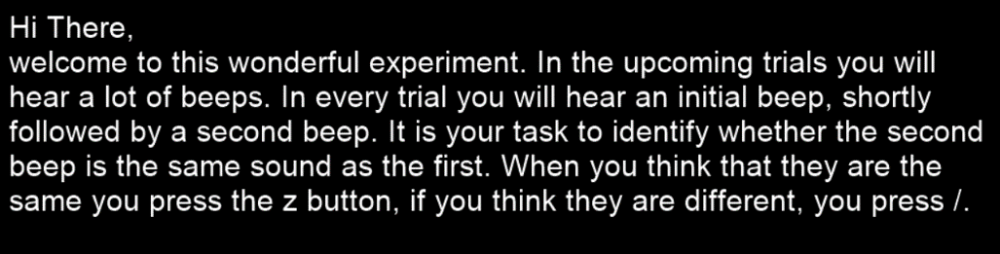 Hi There,
welcome to this wonderful experiment. In the upcoming trials you will
hear a lot of beeps. In every trial you will hear an initial beep, shortly
followed by a second beep. It is your task to identify whether the second
beep is the same sound as the first. When you think that they are the
same you press the z button, if you think they are different, you press /.